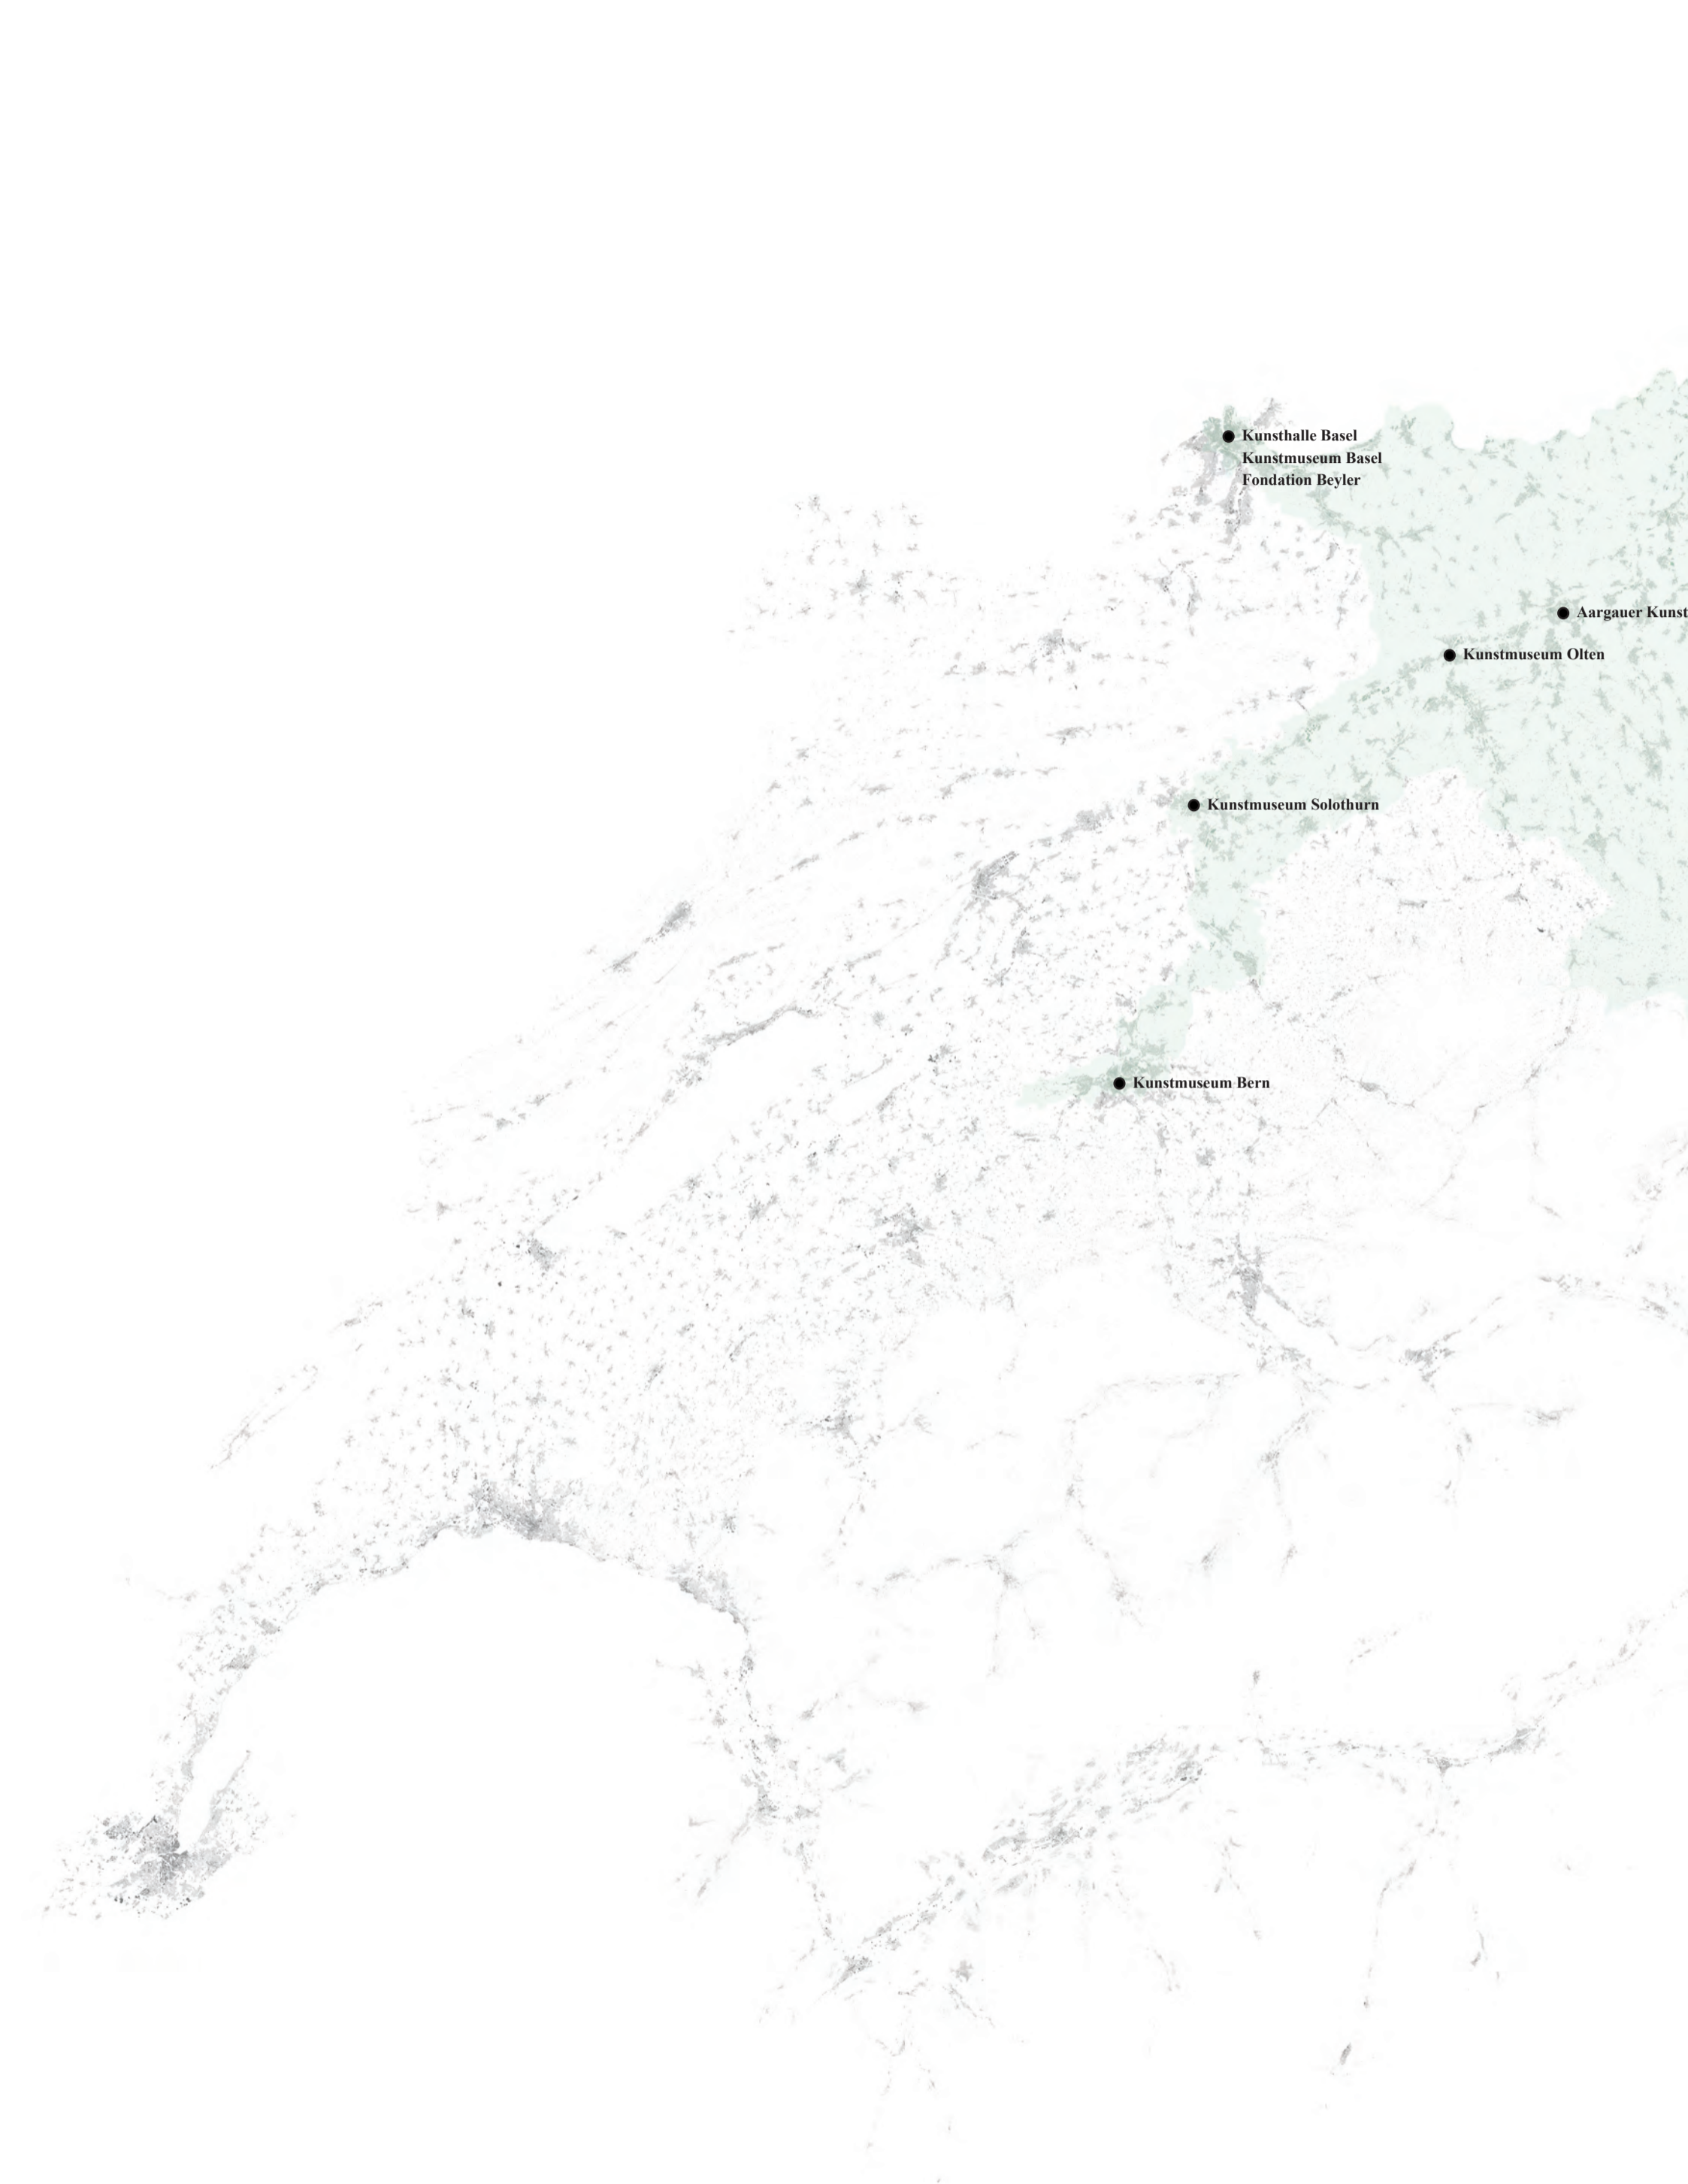 Kunsthalle Basel
Kunstmuseum Basel
Fondation Beyler
Aargauer Kunst
Kunstmuseum Olten
Kunstmuseum Solothurn
Kunstmuseum Bern